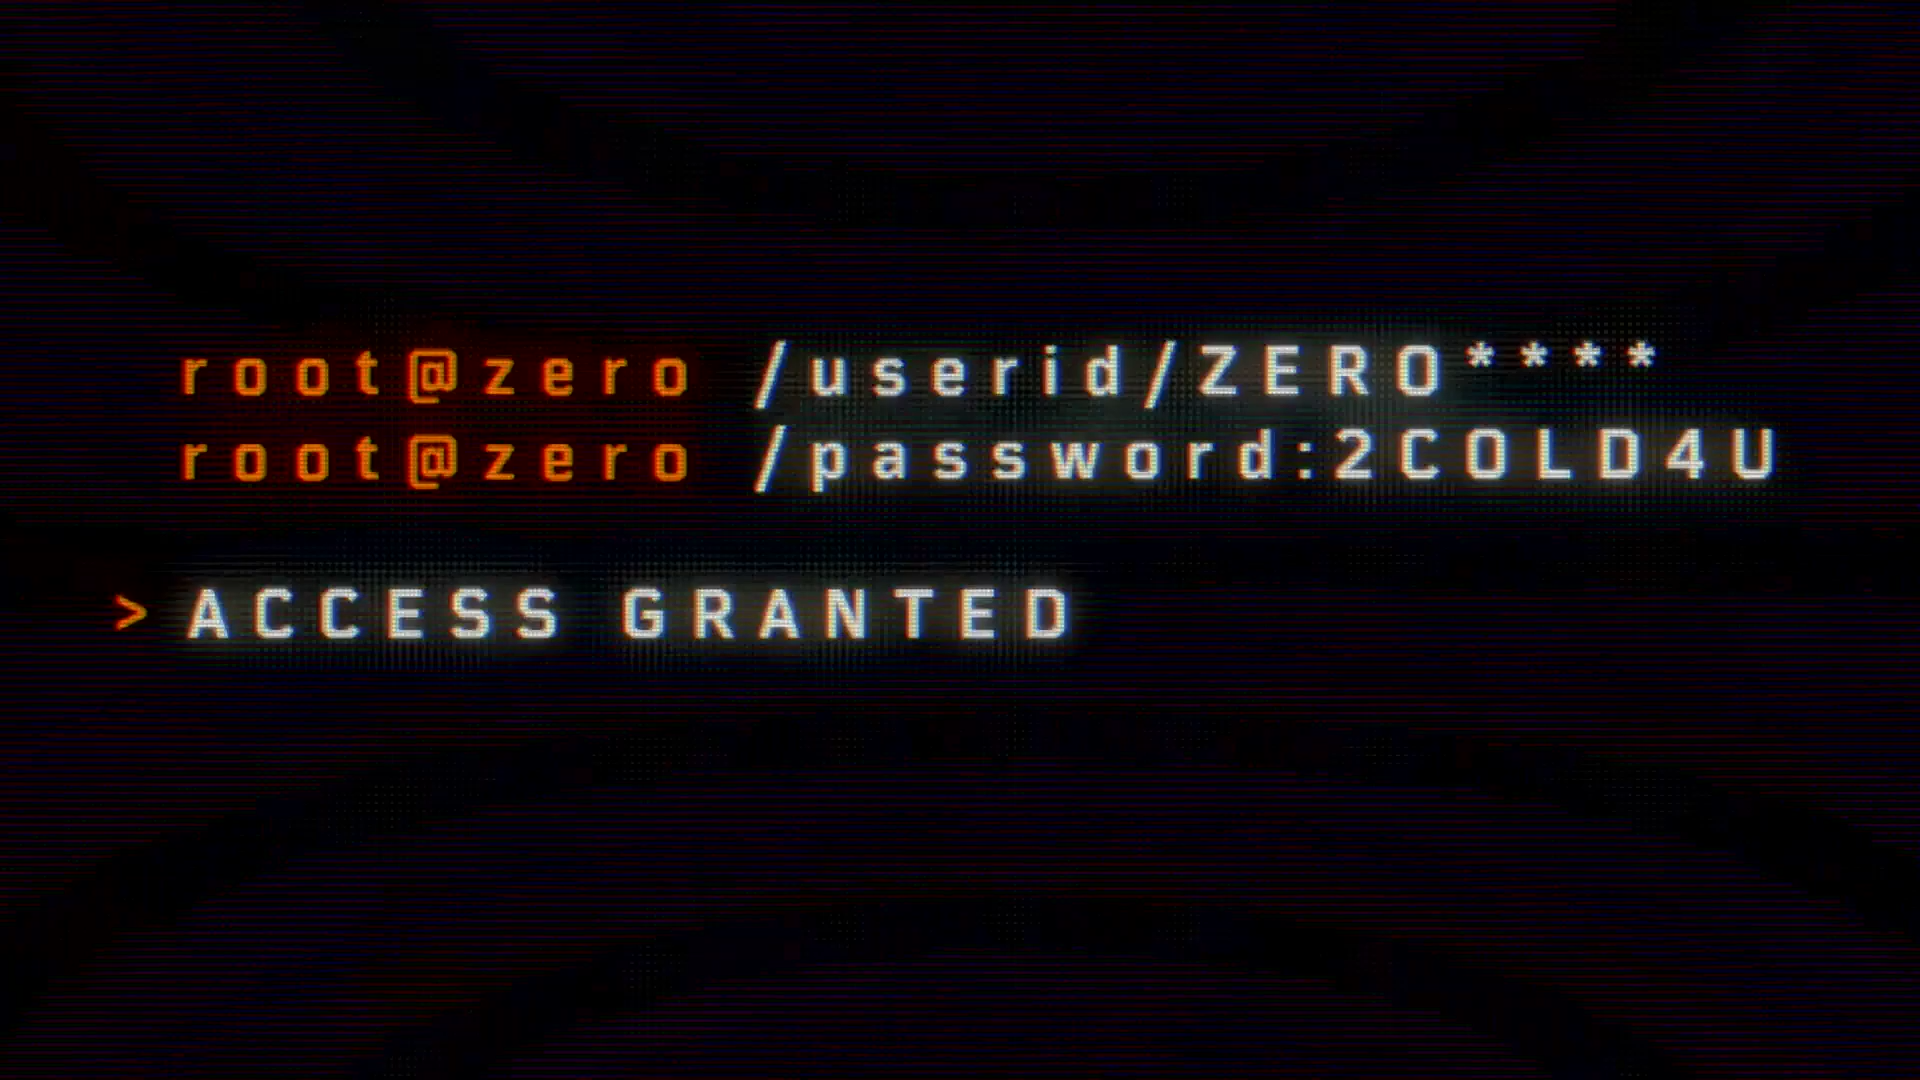 root@zero /userid/ZERO****
root@zero /password:2COLD4U
> ACCESS GRANTED